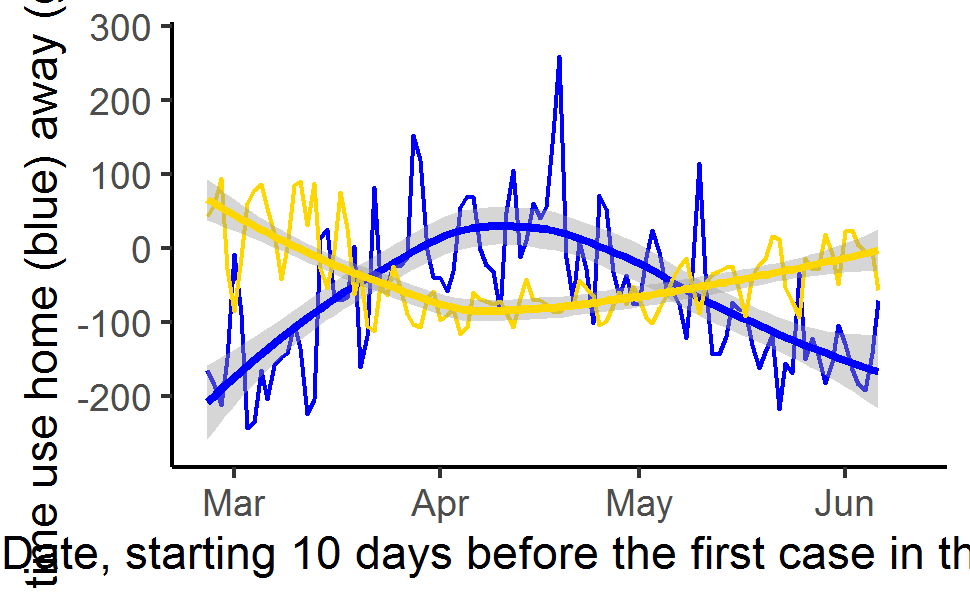 time use home (blue) away (
300
200
100
0
-100
-200
Mar Apr May Jun
Date, starting 10 days before the first case in th